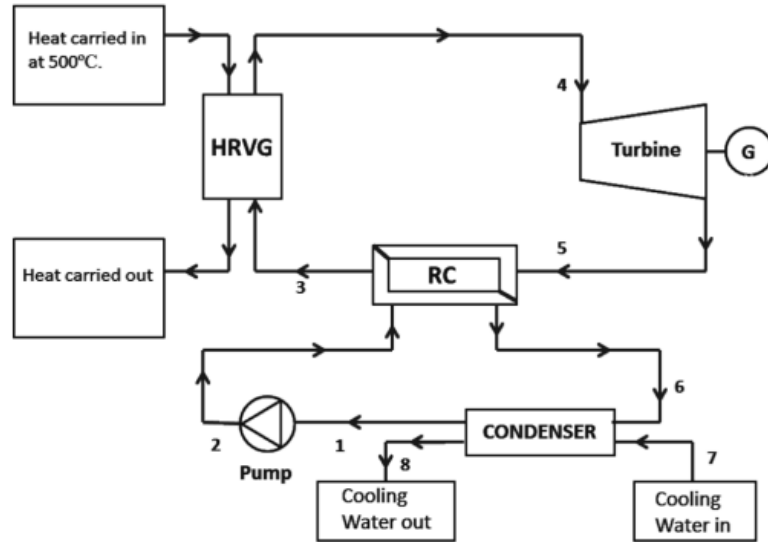 Heat carried in
at 500°C.
HRVG
4
Turbine
G
Heat carried out
5
RC
3
6
CONDENSER
2
1
Pump
8
7
Cooling
Water out
Cooling
Water in